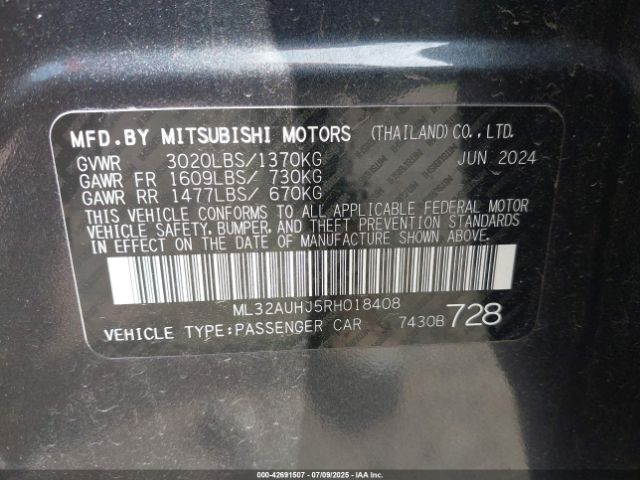 MFD.BY MITSUBISHI MOTORS (THAILAND) CO., LTD.
GVWR 3020LBS/1370KG JUN 2024
GAWR FR 1609LBS/ 730KG
GAWR RR 1477LBS/ 670KG
THIS VEHICLE CONFORMS TO ALL APPLICABLE FEDERAL MOTOR
VEHICLE SAFETY, BUMPER, AND THEFT PREVENTION STANDARDS
IN EFFECT ON THE DATE OF MANUFACTURE SHOWN ABOVE.
ML32AUHJ5RH018408
VEHICLE TYPE:PASSENGER CAR 7430B 728
000-42691507 | 07/09/2025 | IAAI.COM